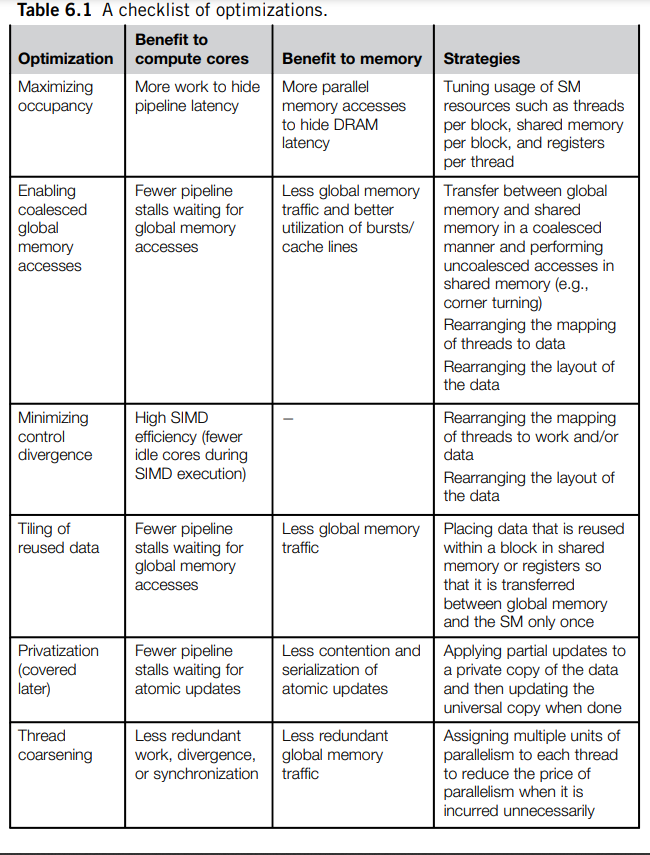 Table 6.1 A checklist of optimizations.
Optimization
Benefit to
compute cores
Benefit to memory
Strategies
Maximizing
occupancy
More work to hide
pipeline latency
More parallel
memory accesses
to hide DRAM
latency
Tuning usage of SM
resources such as threads
per block, shared memory
per block, and registers
per thread
Enabling
coalesced
global
memory
accesses
Fewer pipeline
stalls waiting for
global memory
accesses
Less global memory
traffic and better
utilization of bursts/
cache lines
Transfer between global
memory and shared
memory in a coalesced
manner and performing
uncoalesced accesses in
shared memory (e.g.,
corner turning)
Rearranging the mapping
of threads to data
Rearranging the layout of
the data
Minimizing
control
divergence
High SIMD
efficiency (fewer
idle cores during
SIMD execution)
–
Rearranging the mapping
of threads to work and/or
data
Rearranging the layout of
the data
Tiling of
reused data
Fewer pipeline
stalls waiting for
global memory
accesses
Less global memory
traffic
Placing data that is reused
within a block in shared
memory or registers so
that it is transferred
between global memory
and the SM only once
Privatization
(covered
later)
Fewer pipeline
stalls waiting for
atomic updates
Less contention and
serialization of
atomic updates
Applying partial updates to
a private copy of the data
and then updating the
universal copy when done
Thread
coarsening
Less redundant
work, divergence,
or synchronization
Less redundant
global memory
traffic
Assigning multiple units of
parallelism to each thread
to reduce the price of
parallelism when it is
incurred unnecessarily